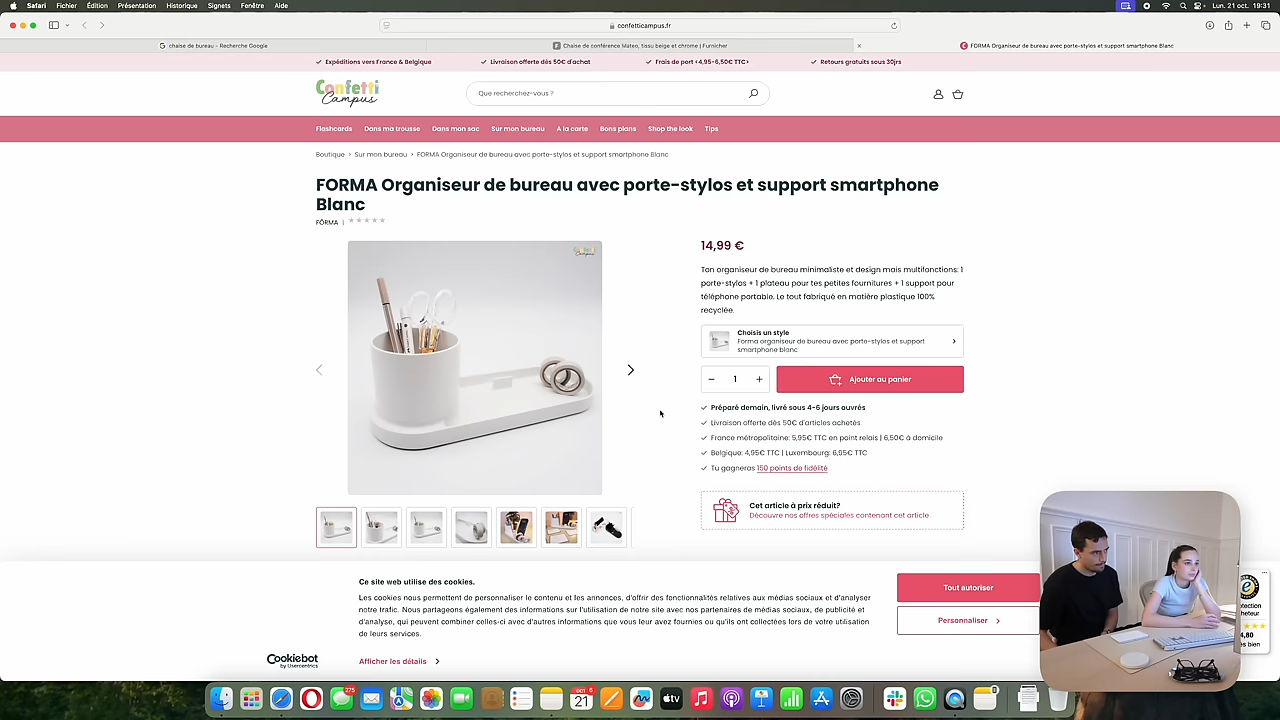 Safari Fichier Édition Présentation Historique Signets Fenêtre Aide
Lun. 21 oct. 19:31
confetticampus.fr
chaise de bureau - Recherche Google
Chaise de conférence Mateo, tissu beige et chrome | Furnicher
FORMA Organiseur de bureau avec porte-stylos et support smartphone Blanc
Expéditions vers France & Belgique
Livraison offerte dès 50€ d'achat
Frais de port <4,95-6,50€ TTC>
Retours gratuits sous 30jrs
Confetti
Campus
Que recherchez-vous ?
Flashcards Dans ma trousse Dans mon sac Sur mon bureau A la carte Bons plans Shop the look Tips
Boutique > Sur mon bureau > FORMA Organiseur de bureau avec porte-stylos et support smartphone Blanc
FORMA Organiseur de bureau avec porte-stylos et support smartphone
Blanc
FÖRMA |
14,99 €
Ton organiseur de bureau minimaliste et design mais multifonctions: 1
porte-stylos + 1 plateau pour tes petites fournitures + 1 support pour
téléphone portable. Le tout fabriqué en matière plastique 100%
recyclée.
Choisis un style
Forma organiseur de bureau avec porte-stylos et support
smartphone blanc
− 1 +
Ajouter au panier
Préparé demain, livré sous 4-6 jours ouvrés
Livraison offerte dès 50€ d'articles achetés
France métropolitaine: 5,95€ TTC en point relais | 6,50€ à domicile
Belgique: 4,95€ TTC | Luxembourg: 6,95€ TTC
Tu gagneras 150 points de fidélité
Cet article à prix réduit?
Découvre nos offres spéciales contenant cet article
Ce site web utilise des cookies.
Les cookies nous permettent de personnaliser le contenu et les annonces, d'offrir des fonctionnalités relatives aux médias sociaux et d'analyser
notre trafic. Nous partageons également des informations sur l'utilisation de notre site avec nos partenaires de médias sociaux, de publicité et
d'analyse, qui peuvent combiner celles-ci avec d'autres informations que vous leur avez fournies ou qu'ils ont collectées lors de votre utilisation
de leurs services.
Tout autoriser
Personnaliser
Cookiebot
by Usercentrics
Afficher les détails
4,80
275
OCT
21
tv